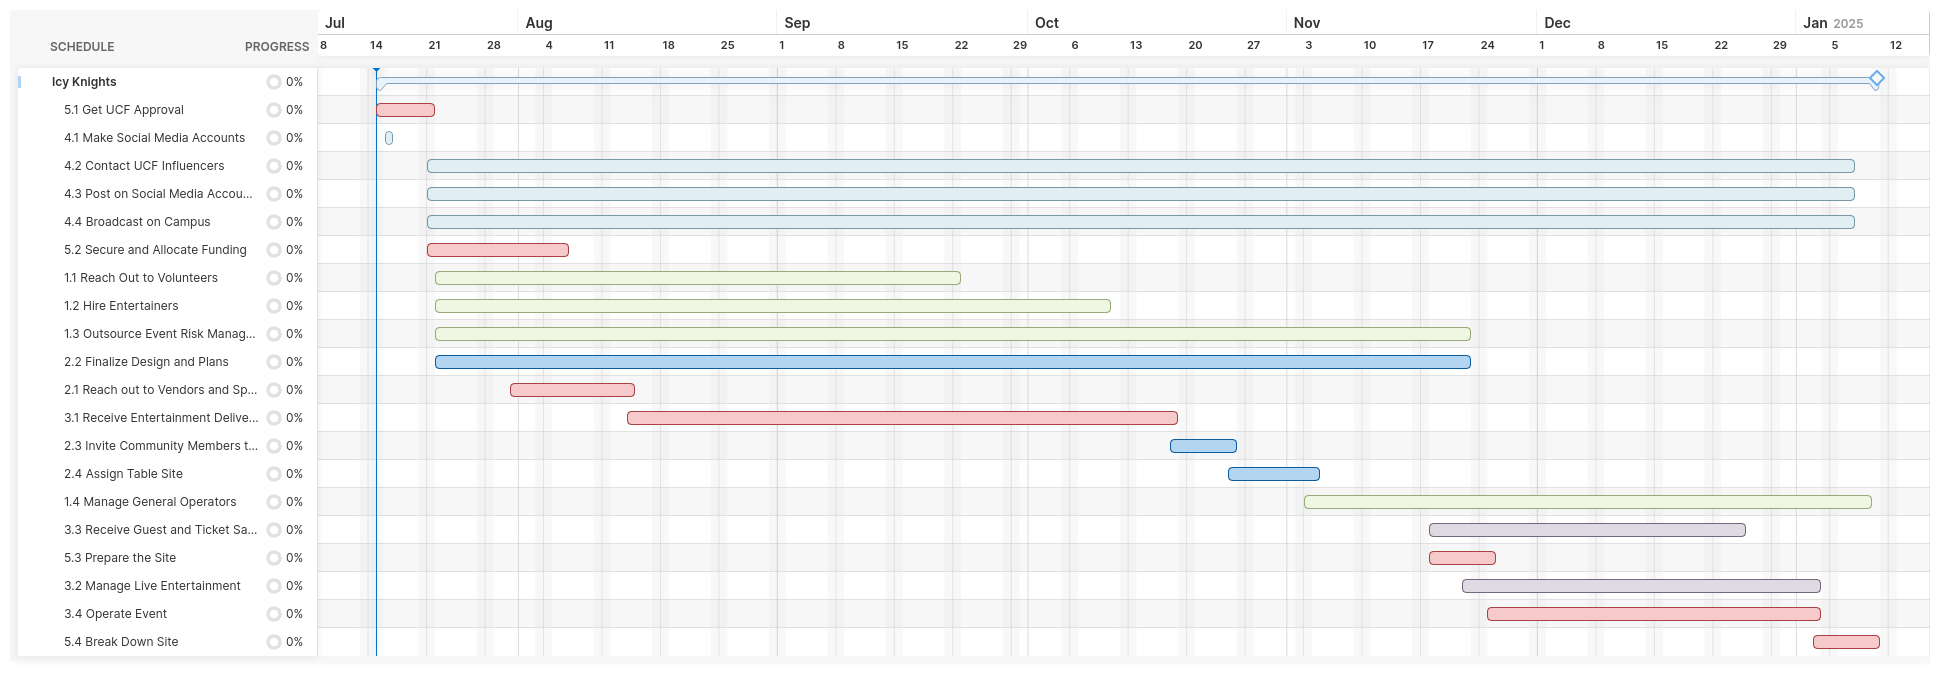 Jul Aug Sep Oct Nov Dec Jan 2025
SCHEDULE PROGRESS 8 14 21 28 4 11 18 25 1 8 15 22 29 6 13 20 27 3 10 17 24 1 8 15 22 29 5 12
Icy Knights 0%
5.1 Get UCF Approval 0%
4.1 Make Social Media Accounts 0%
4.2 Contact UCF Influencers 0%
4.3 Post on Social Media Accou... 0%
4.4 Broadcast on Campus 0%
5.2 Secure and Allocate Funding 0%
1.1 Reach Out to Volunteers 0%
1.2 Hire Entertainers 0%
1.3 Outsource Event Risk Manag... 0%
2.2 Finalize Design and Plans 0%
2.1 Reach out to Vendors and Sp... 0%
3.1 Receive Entertainment Delive... 0%
2.3 Invite Community Members t... 0%
2.4 Assign Table Site 0%
1.4 Manage General Operators 0%
3.3 Receive Guest and Ticket Sa... 0%
5.3 Prepare the Site 0%
3.2 Manage Live Entertainment 0%
3.4 Operate Event 0%
5.4 Break Down Site 0%